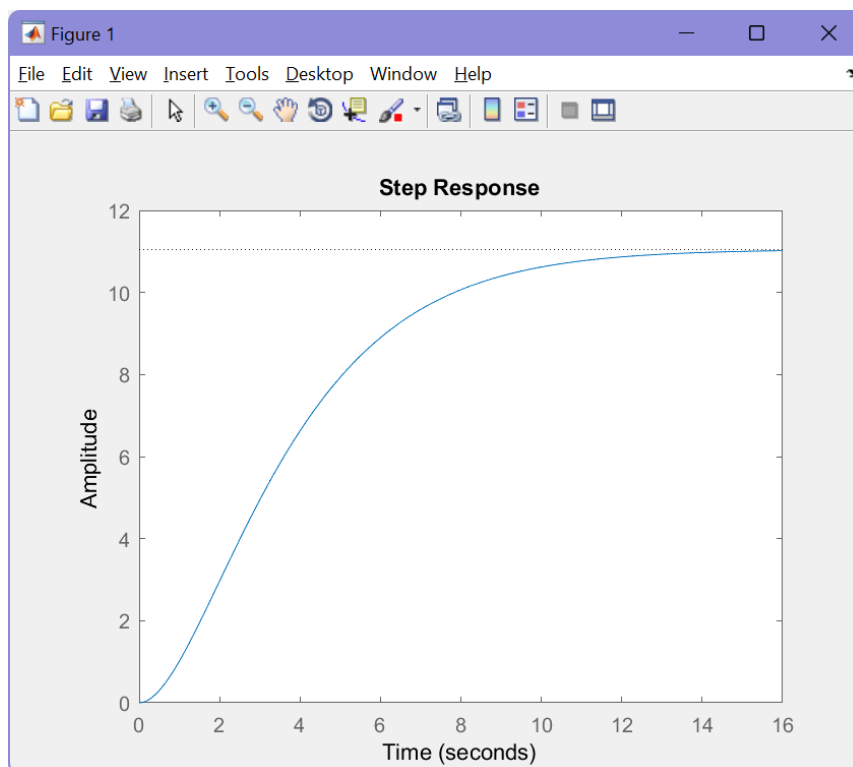 Figure 1
File Edit View Insert Tools Desktop Window Help
Step Response
12
10
8
6
4
2
0
Amplitude
0 2 4 6 8 10 12 14 16
Time (seconds)